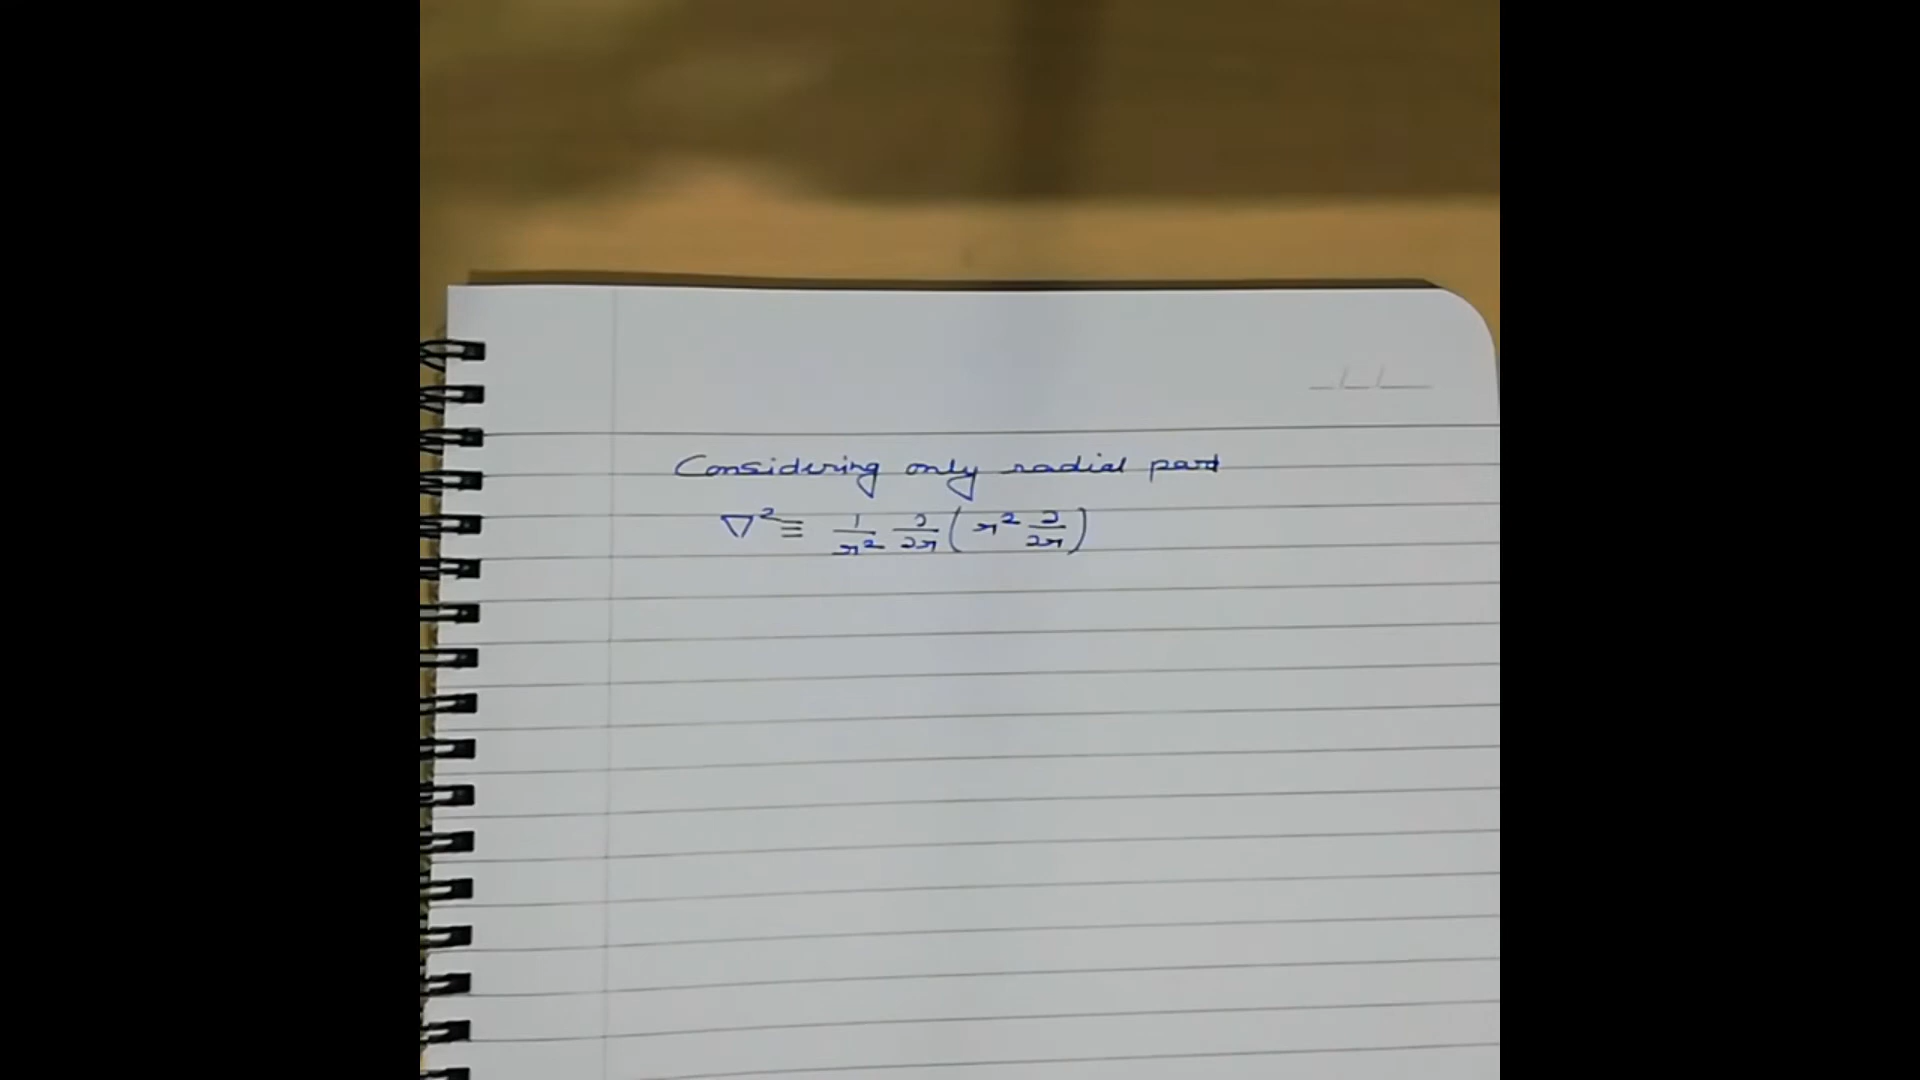 Considering only radial part
∇² ≡ 1/r² ∂/∂r ( r² ∂/∂r )